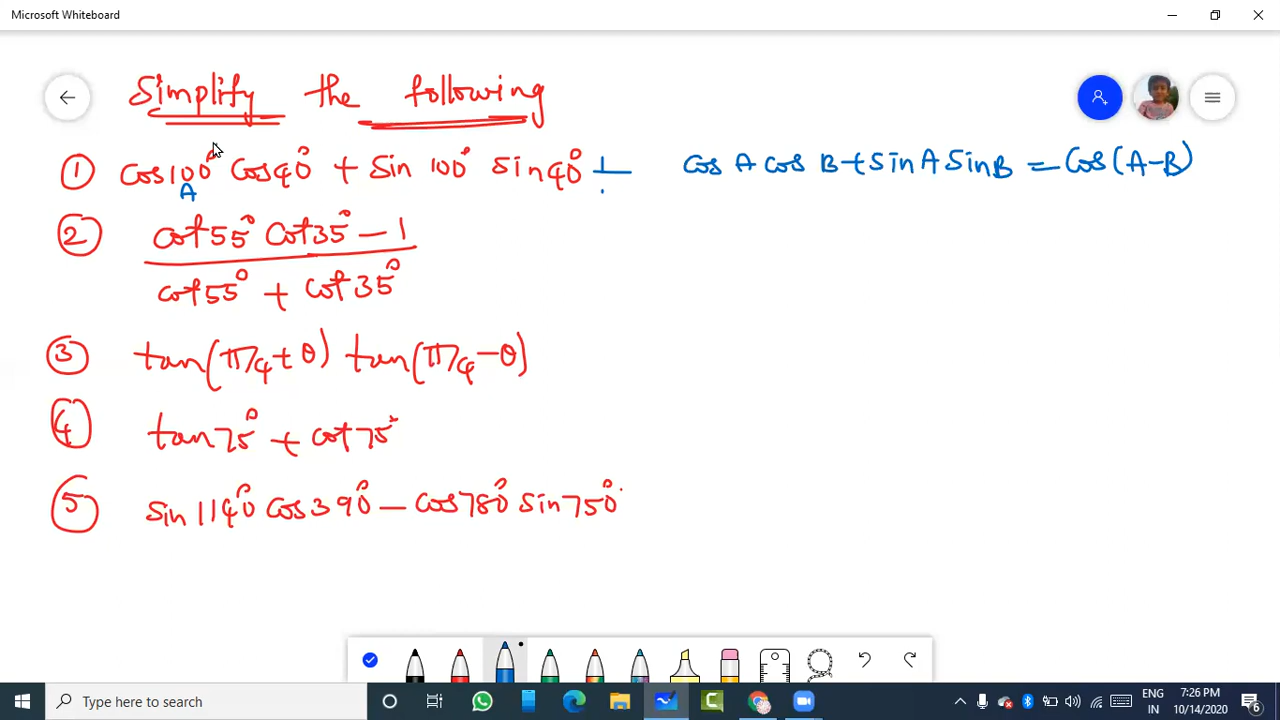 Microsoft Whiteboard
Simplify the following
① cos100° cos40° + sin 100° sin40° cos A cos B + sin A sin B = cos(A-B)
A
② cot55° cot35° - 1
cot55° + cot35°
③ tan(π/4 + θ) tan(π/4 - θ)
④ tan75° + cot75°
⑤ sin1140° cos390° - cos780° sin750°
Type here to search
ENG
IN
7:26 PM
10/14/2020
6